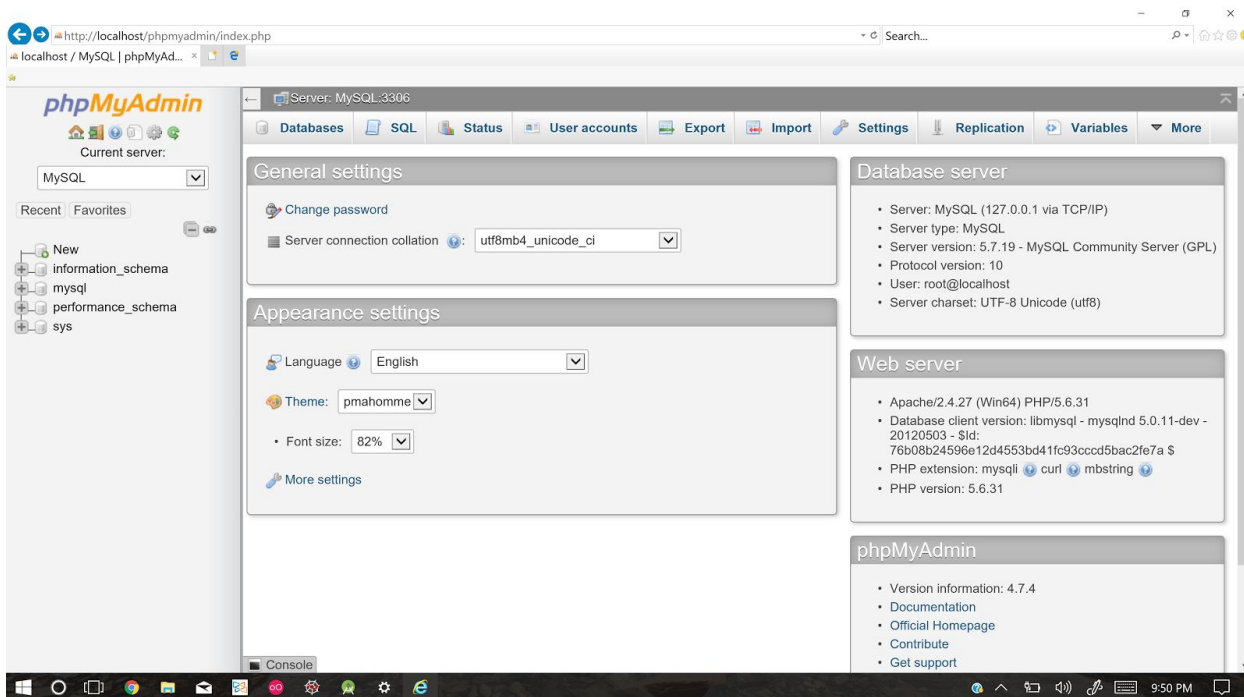 http://localhost/phpmyadmin/index.php
Search...
localhost / MySQL | phpMyAd...
phpMyAdmin
Current server:
MySQL
Recent Favorites
New
information_schema
mysql
performance_schema
sys
Server: MySQL:3306
Databases SQL Status User accounts Export Import Settings Replication Variables More
General settings
Change password
Server connection collation : utf8mb4_unicode_ci
Appearance settings
Language English
Theme: pmahomme
• Font size: 82%
More settings
Database server
• Server: MySQL (127.0.0.1 via TCP/IP)
• Server type: MySQL
• Server version: 5.7.19 - MySQL Community Server (GPL)
• Protocol version: 10
• User: root@localhost
• Server charset: UTF-8 Unicode (utf8)
Web server
• Apache/2.4.27 (Win64) PHP/5.6.31
• Database client version: libmysql - mysqlnd 5.0.11-dev -
20120503 - $Id:
76b08b24596e12d4553bd41fc93cccd5bac2fe7a $
• PHP extension: mysqli curl mbstring
• PHP version: 5.6.31
phpMyAdmin
• Version information: 4.7.4
• Documentation
• Official Homepage
• Contribute
• Get support
Console
60
9:50 PM